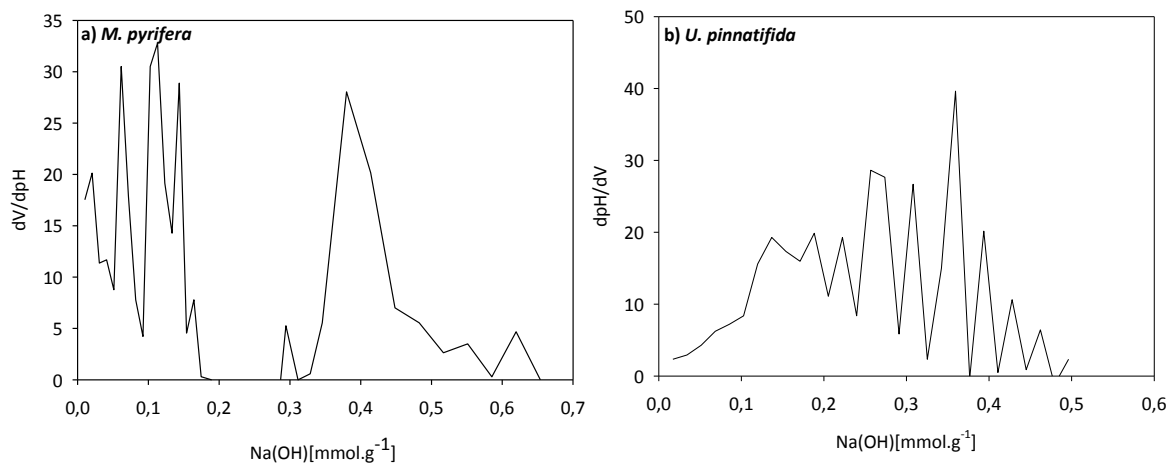 a) M. pyrifera
dV/dpH
35
30
25
20
15
10
5
0
0,0 0,1 0,2 0,3 0,4 0,5 0,6 0,7
Na(OH)[mmol.g-1]
b) U. pinnatifida
dpH/dV
50
40
30
20
10
0
0,0 0,1 0,2 0,3 0,4 0,5 0,6
Na(OH)[mmol.g-1]